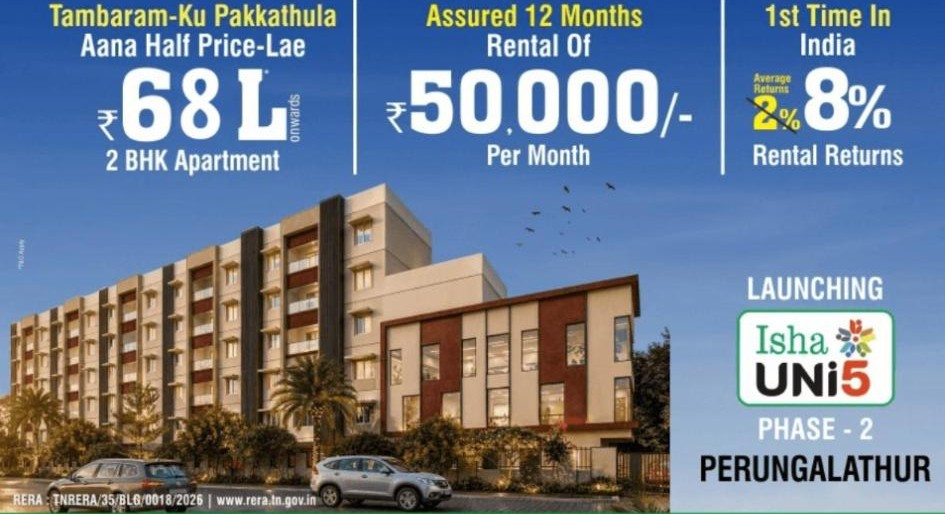 Tambaram-Ku Pakkathula
Aana Half Price-Lae
₹68L* onwards
2 BHK Apartment
Assured 12 Months
Rental Of
₹50,000/-
Per Month
1st Time In
India
Average
Returns
2% 8%
Rental Returns
*T&C Apply
LAUNCHING
Isha
UNi5
PHASE - 2
PERUNGALATHUR
RERA : TNRERA/35/BLG/0018/2026 | www.rera.tn.gov.in